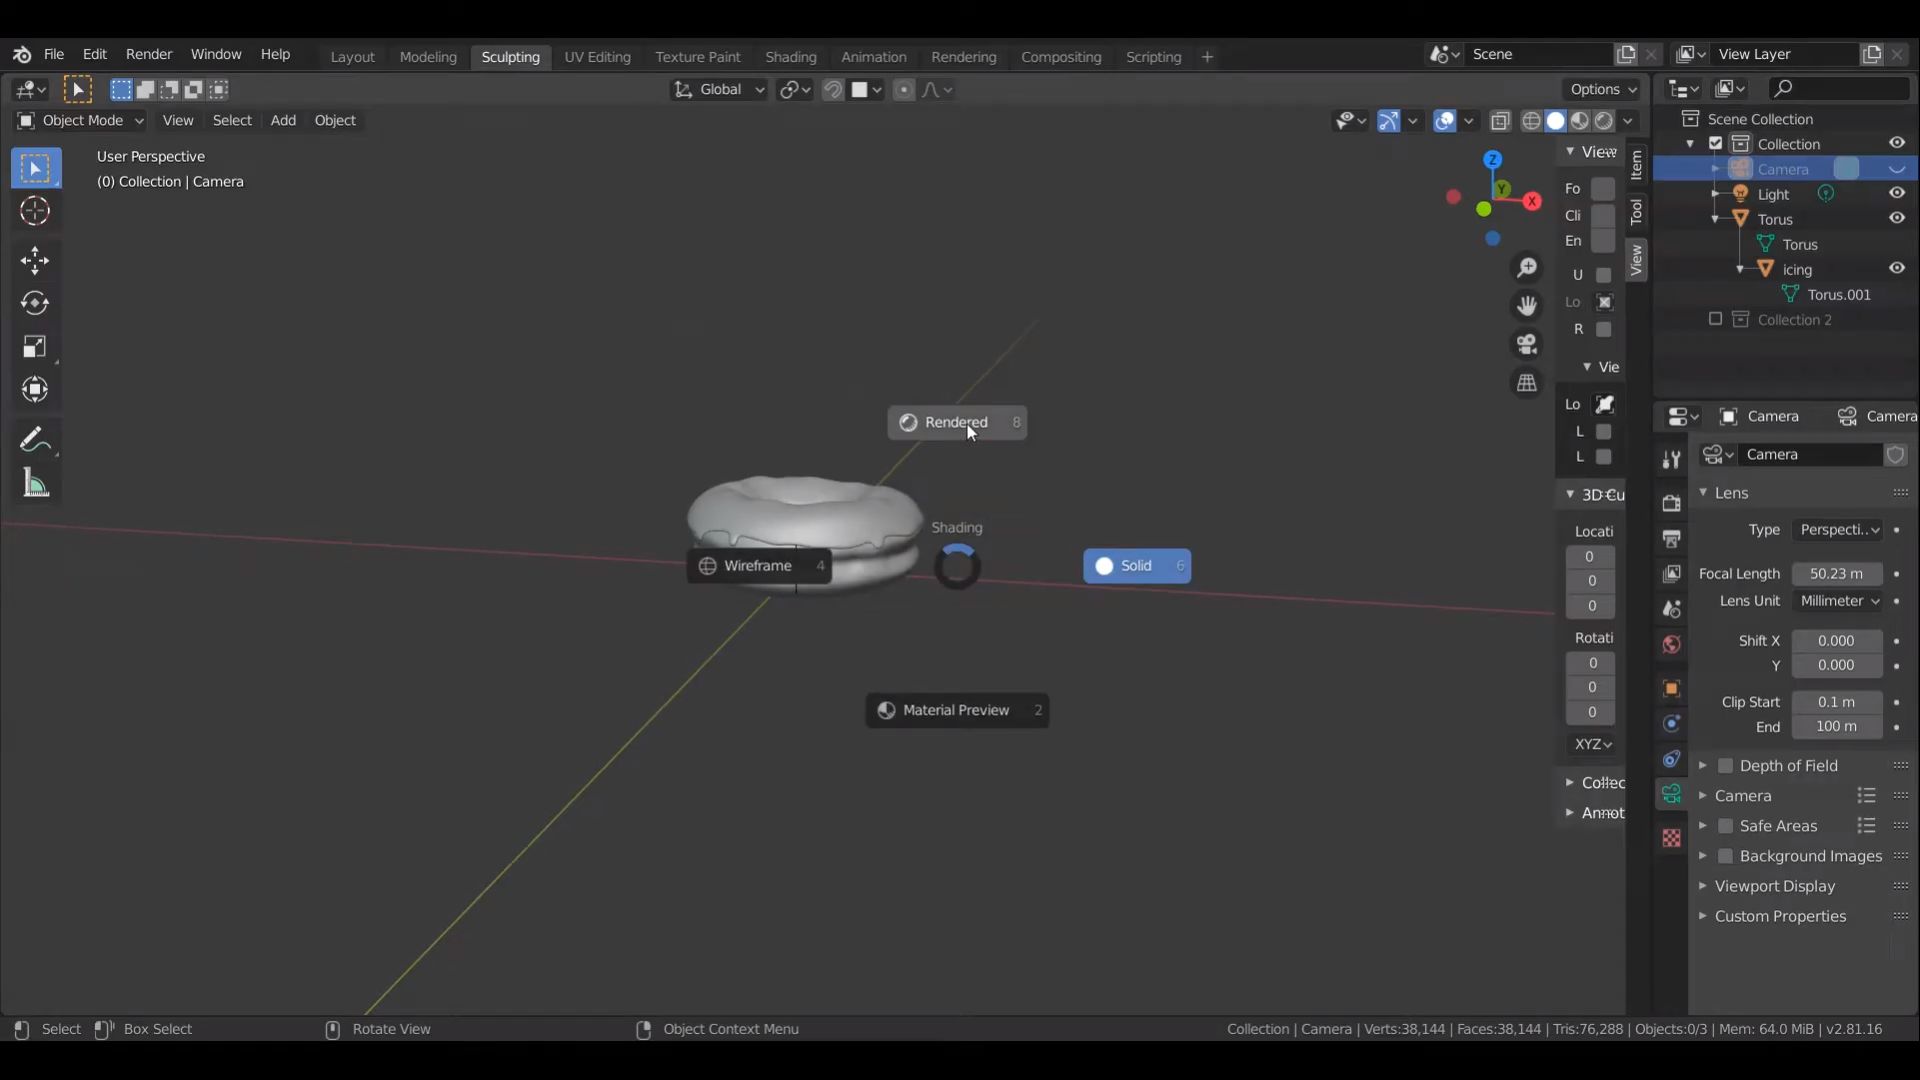 File Edit Render Window Help Layout Modeling Sculpting UV Editing Texture Paint Shading Animation Rendering Compositing Scripting + Scene View Layer
Global Options
Object Mode View Select Add Object
User Perspective
(0) Collection | Camera
Z
Y
X
Rendered 8
Shading
Wireframe 4
Solid 6
Material Preview 2
View
Fo
Cli
En
U
Lo
R
Vie
Lo
L
L
3D Cu
Locati
0
0
0
Rotati
0
0
0
XYZ
Collec
Annot
Item
Tool
View
Scene Collection
Collection
Camera
Light
Torus
Torus
icing
Torus.001
Collection 2
Camera Camera
Camera
Lens
Type Perspecti..
Focal Length 50.23 m
Lens Unit Millimeter
Shift X 0.000
Y 0.000
Clip Start 0.1 m
End 100 m
Depth of Field
Camera
Safe Areas
Background Images
Viewport Display
Custom Properties
Select Box Select Rotate View Object Context Menu Collection | Camera | Verts:38,144 | Faces:38,144 | Tris:76,288 | Objects:0/3 | Mem: 64.0 MiB | v2.81.16